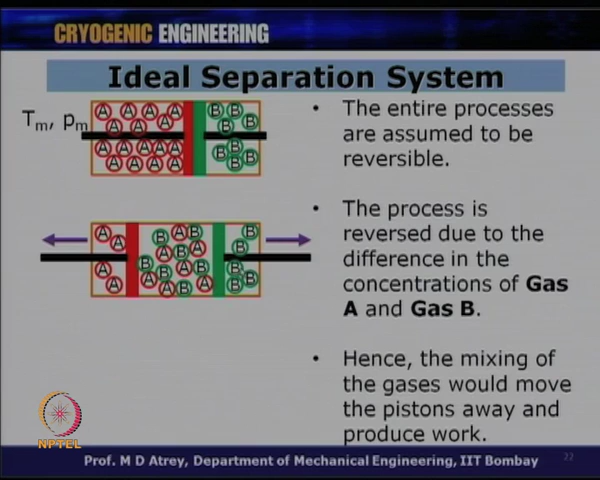 CRYOGENIC ENGINEERING
Ideal Separation System
Tm, pm
• The entire processes
are assumed to be
reversible.
• The process is
reversed due to the
difference in the
concentrations of Gas
A and Gas B.
• Hence, the mixing of
the gases would move
the pistons away and
produce work.
NPTEL
Prof. M D Atrey, Department of Mechanical Engineering, IIT Bombay
22